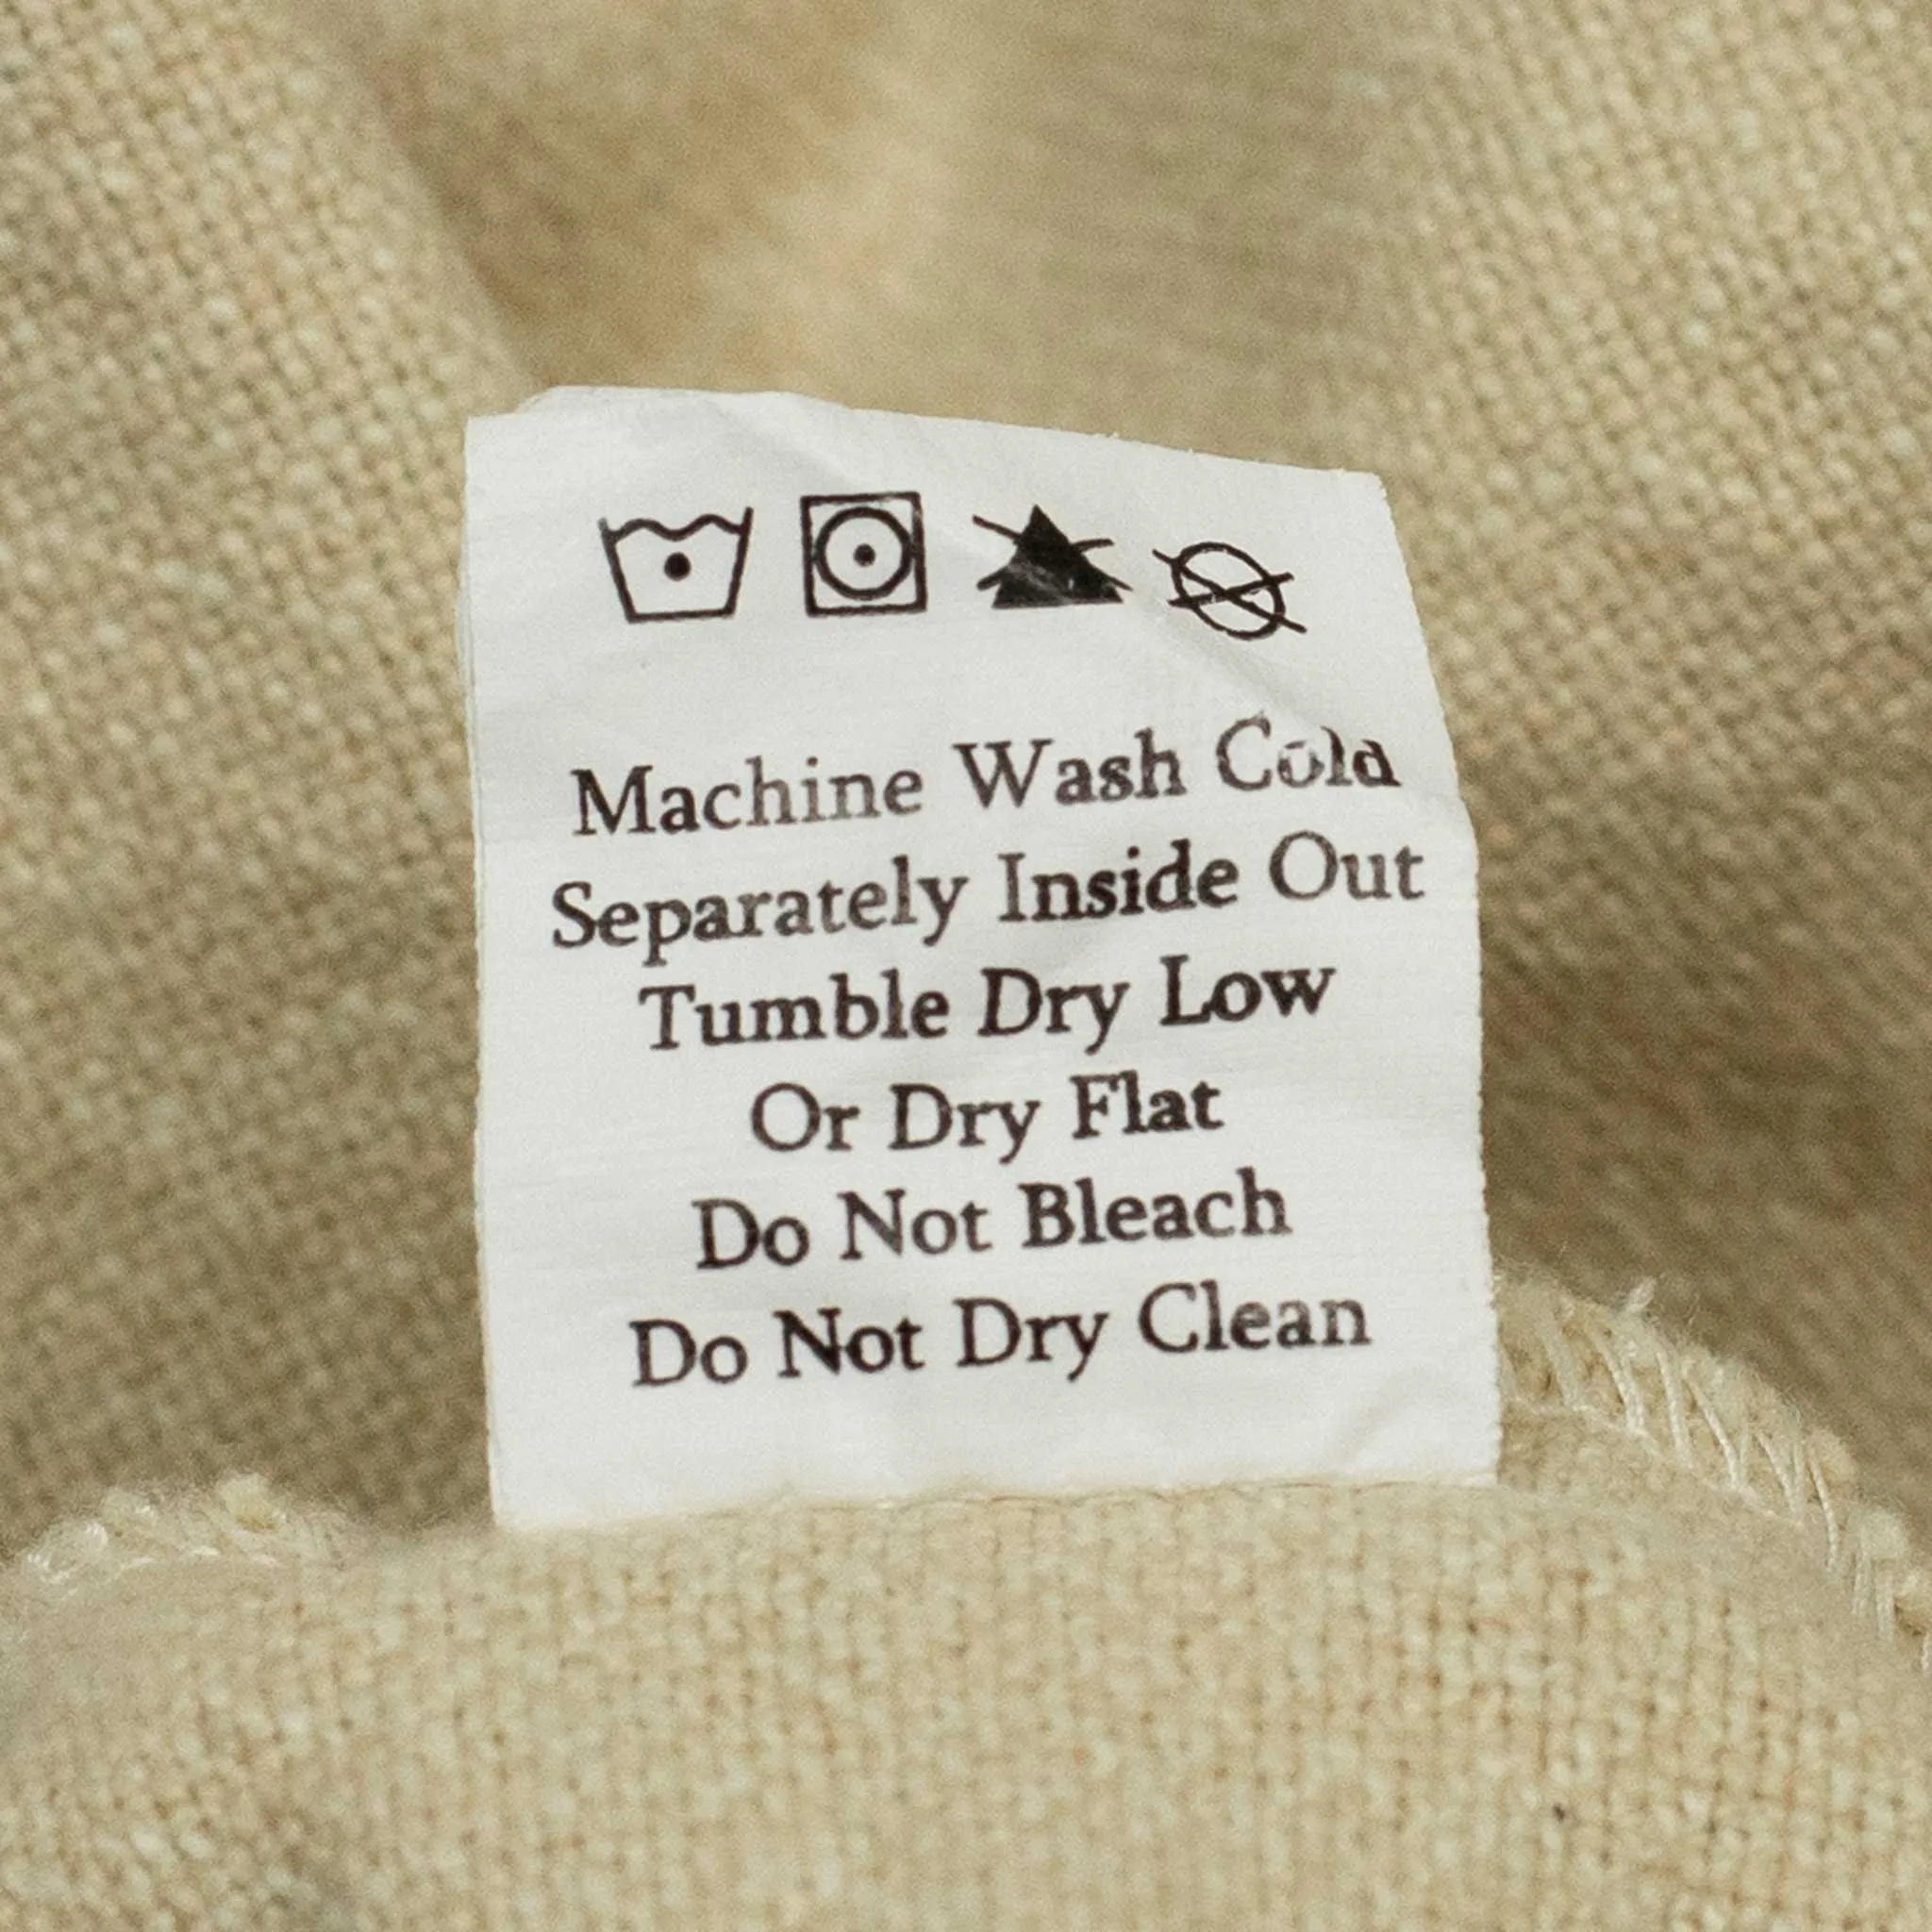 Machine Wash Cold
Separately Inside Out
Tumble Dry Low
Or Dry Flat
Do Not Bleach
Do Not Dry Clean